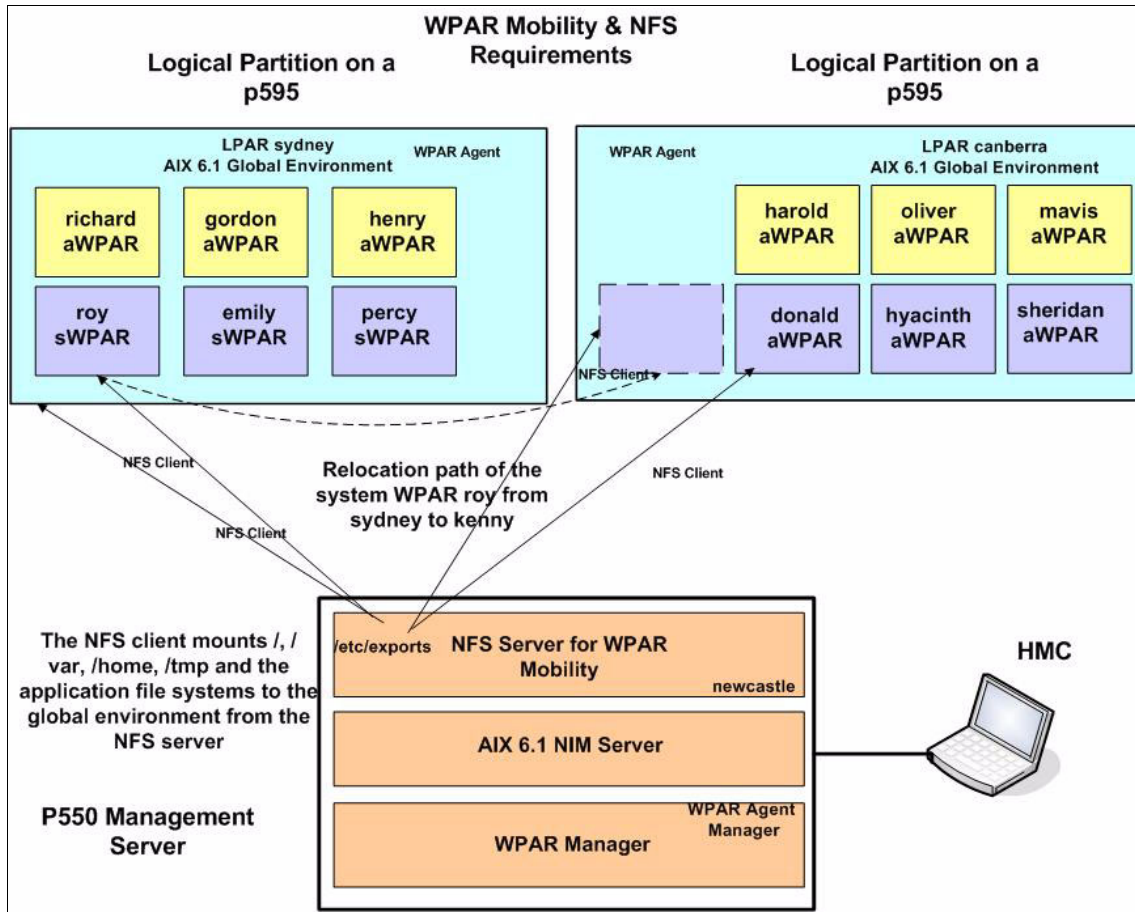 WPAR Mobility & NFS
Requirements
Logical Partition on a
p595
Logical Partition on a
p595
LPAR sydney
AIX 6.1 Global Environment
WPAR Agent
richard
aWPAR
gordon
aWPAR
henry
aWPAR
roy
sWPAR
emily
sWPAR
percy
sWPAR
WPAR Agent
LPAR canberra
AIX 6.1 Global Environment
harold
aWPAR
oliver
aWPAR
mavis
aWPAR
donald
aWPAR
hyacinth
aWPAR
sheridan
aWPAR
NFS Client
NFS Client
NFS Client
NFS Client
Relocation path of the
system WPAR roy from
sydney to kenny
The NFS client mounts /, /
var, /home, /tmp and the
application file systems to the
global environment from the
NFS server
/etc/exports
NFS Server for WPAR
Mobility
newcastle
AIX 6.1 NIM Server
WPAR Agent
Manager
WPAR Manager
P550 Management
Server
HMC